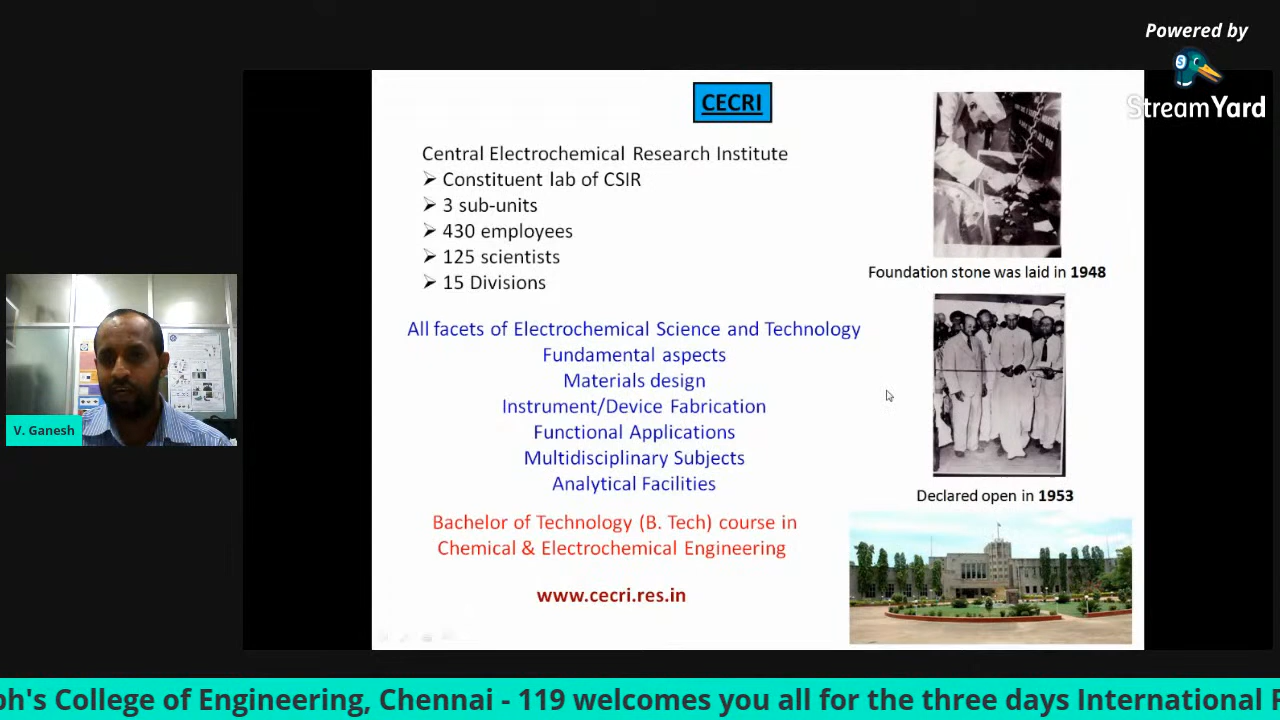 Powered by
StreamYard
CECRI
Central Electrochemical Research Institute
➢ Constituent lab of CSIR
➢ 3 sub-units
➢ 430 employees
➢ 125 scientists
➢ 15 Divisions
Foundation stone was laid in 1948
All facets of Electrochemical Science and Technology
Fundamental aspects
Materials design
Instrument/Device Fabrication
Functional Applications
Multidisciplinary Subjects
Analytical Facilities
Declared open in 1953
Bachelor of Technology (B. Tech) course in
Chemical & Electrochemical Engineering
www.cecri.res.in
V. Ganesh
ph's College of Engineering, Chennai - 119 welcomes you all for the three days International